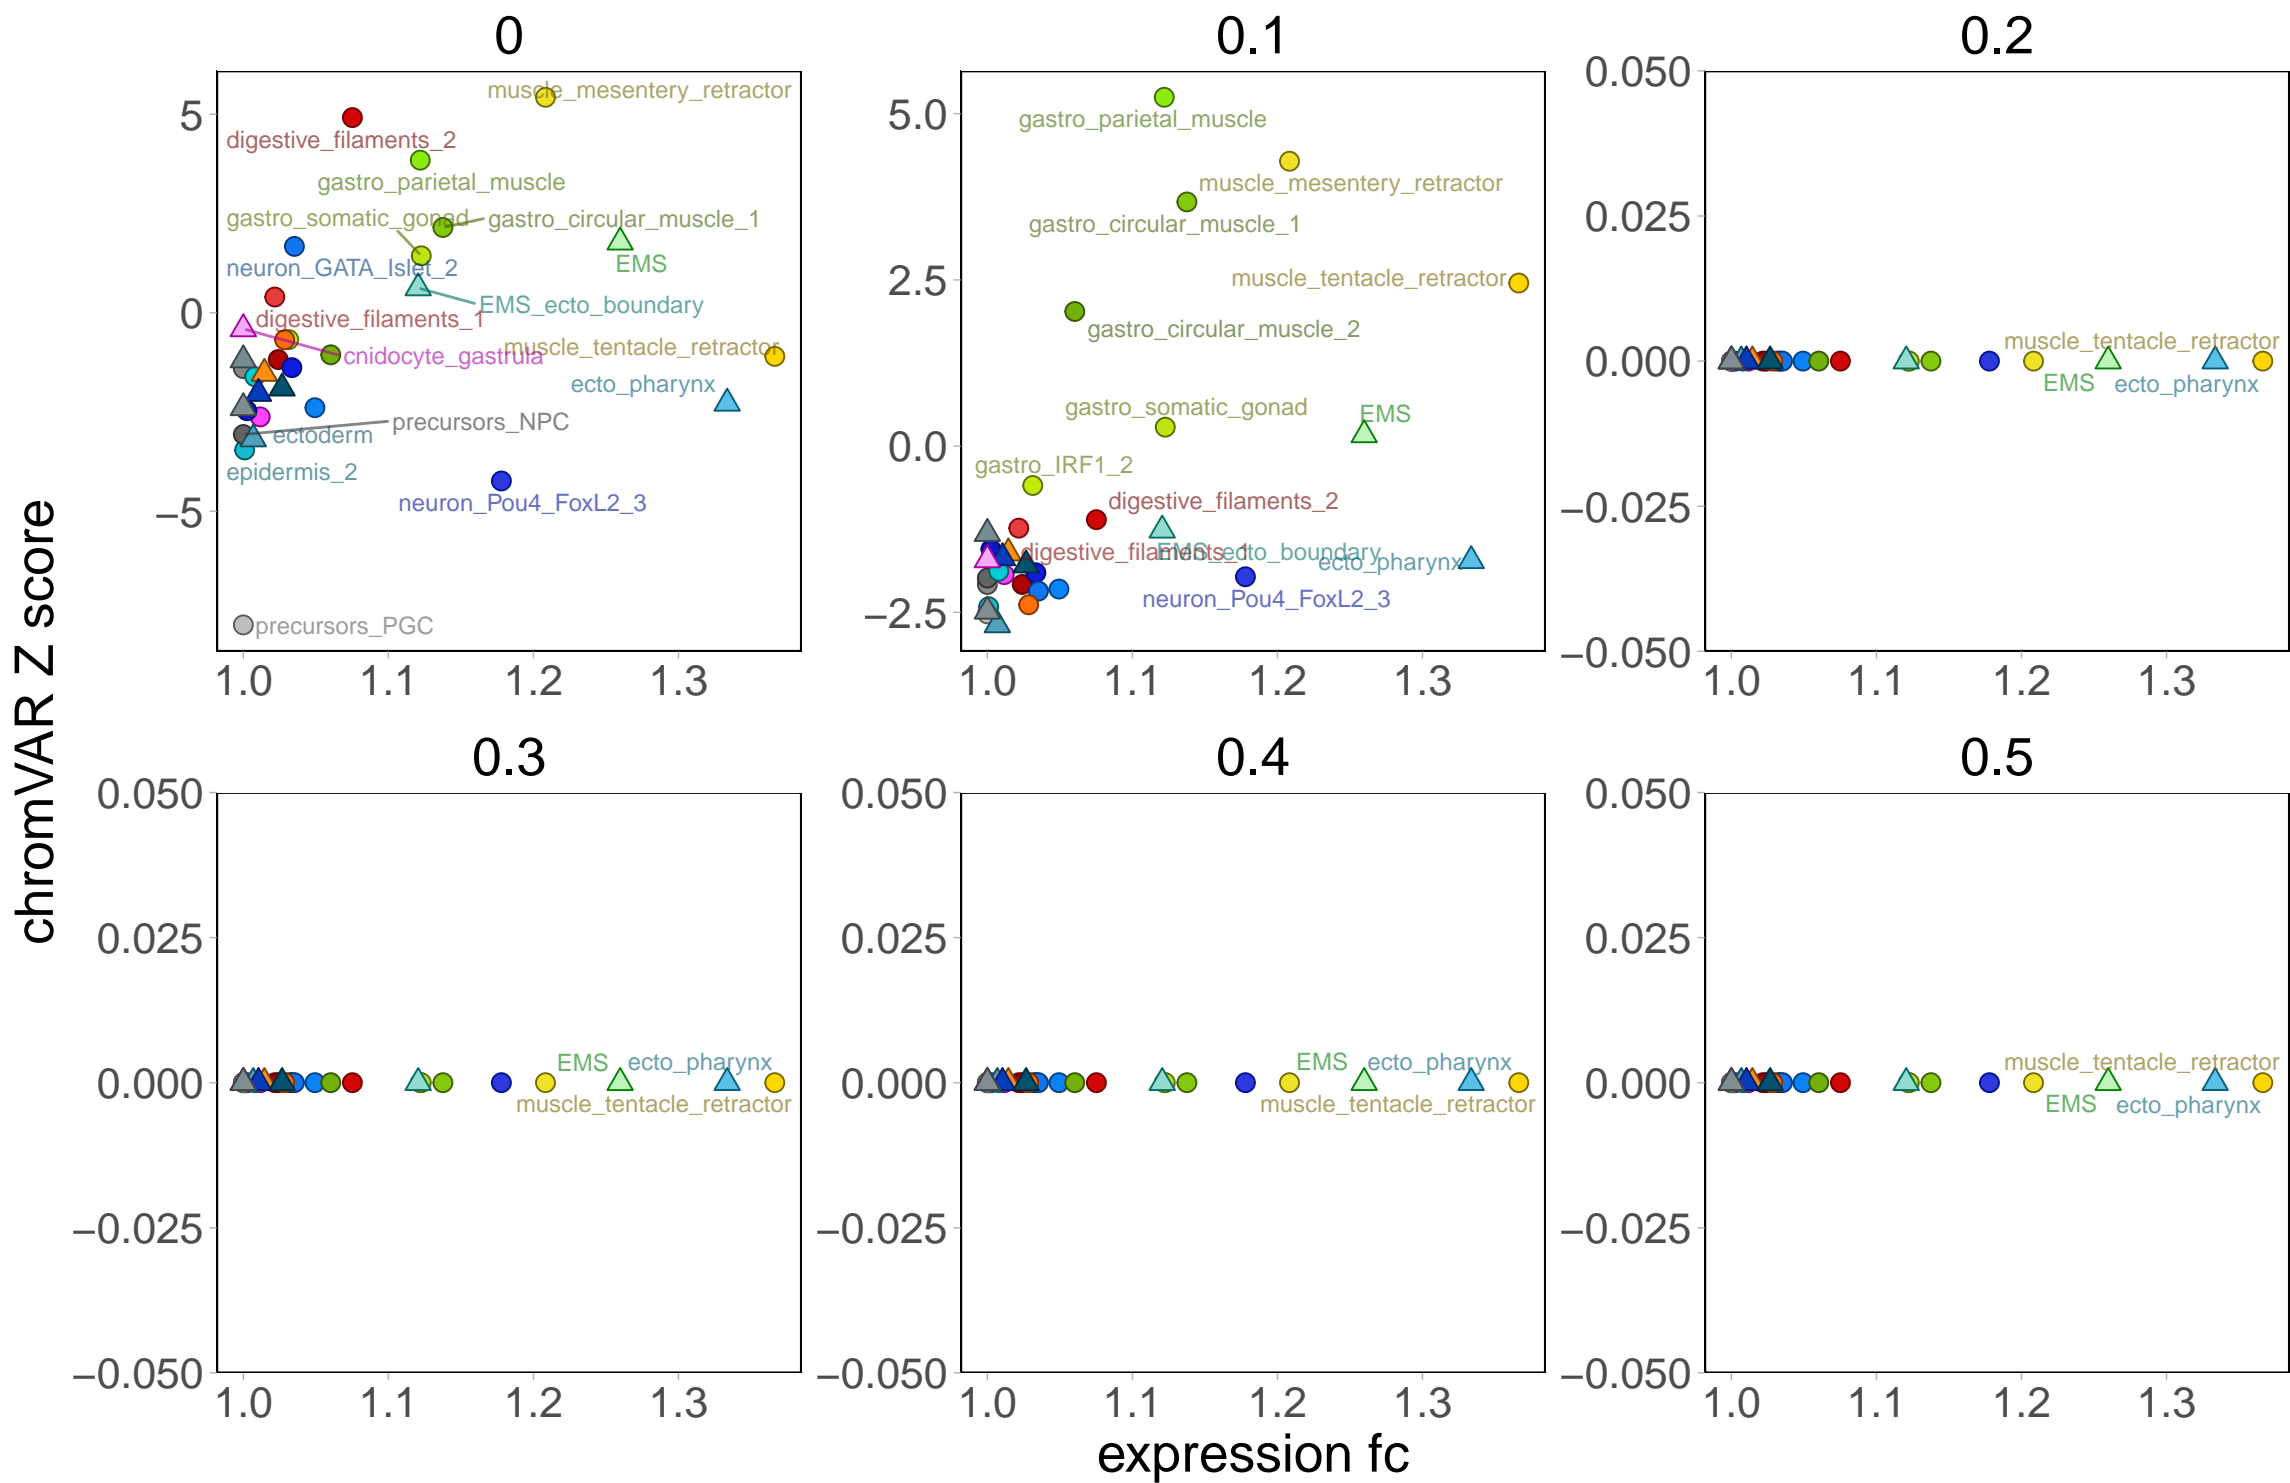 0
0.1
0.2
5
0
−5
muscle_mesentery_retractor
digestive_filaments_2
gastro_parietal_muscle
gastro_somatic_gonad
gastro_circular_muscle_1
neuron_GATA_Islet_2
EMS
EMS_ecto_boundary
digestive_filaments_1
cnidocyte_gastrula
muscle_tentacle_retractor
ecto_pharynx
precursors_NPC
ectoderm
epidermis_2
neuron_Pou4_FoxL2_3
precursors_PGC
1.0 1.1 1.2 1.3
5.0
2.5
0.0
−2.5
gastro_parietal_muscle
muscle_mesentery_retractor
gastro_circular_muscle_1
muscle_tentacle_retractor
gastro_circular_muscle_2
gastro_somatic_gonad
EMS
gastro_IRF1_2
digestive_filaments_2
digestive_filaments_1
EMS_ecto_boundary
ecto_pharynx
neuron_Pou4_FoxL2_3
1.0 1.1 1.2 1.3
0.050
0.025
0.000
−0.025
−0.050
muscle_tentacle_retractor
EMS
ecto_pharynx
1.0 1.1 1.2 1.3
chromVAR Z score
0.3
0.4
0.5
0.050
0.025
0.000
−0.025
−0.050
EMS
ecto_pharynx
muscle_tentacle_retractor
1.0 1.1 1.2 1.3
0.050
0.025
0.000
−0.025
−0.050
EMS
ecto_pharynx
muscle_tentacle_retractor
1.0 1.1 1.2 1.3
0.050
0.025
0.000
−0.025
−0.050
muscle_tentacle_retractor
EMS
ecto_pharynx
1.0 1.1 1.2 1.3
expression fc